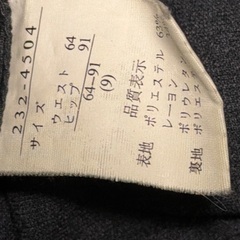 232-4504
サイズ
ウエスト 64
ヒップ 91
64-91
(9)
品質表示
表地 ポリエステル
レーヨン
ポリウレタン
裏地 ポリエス